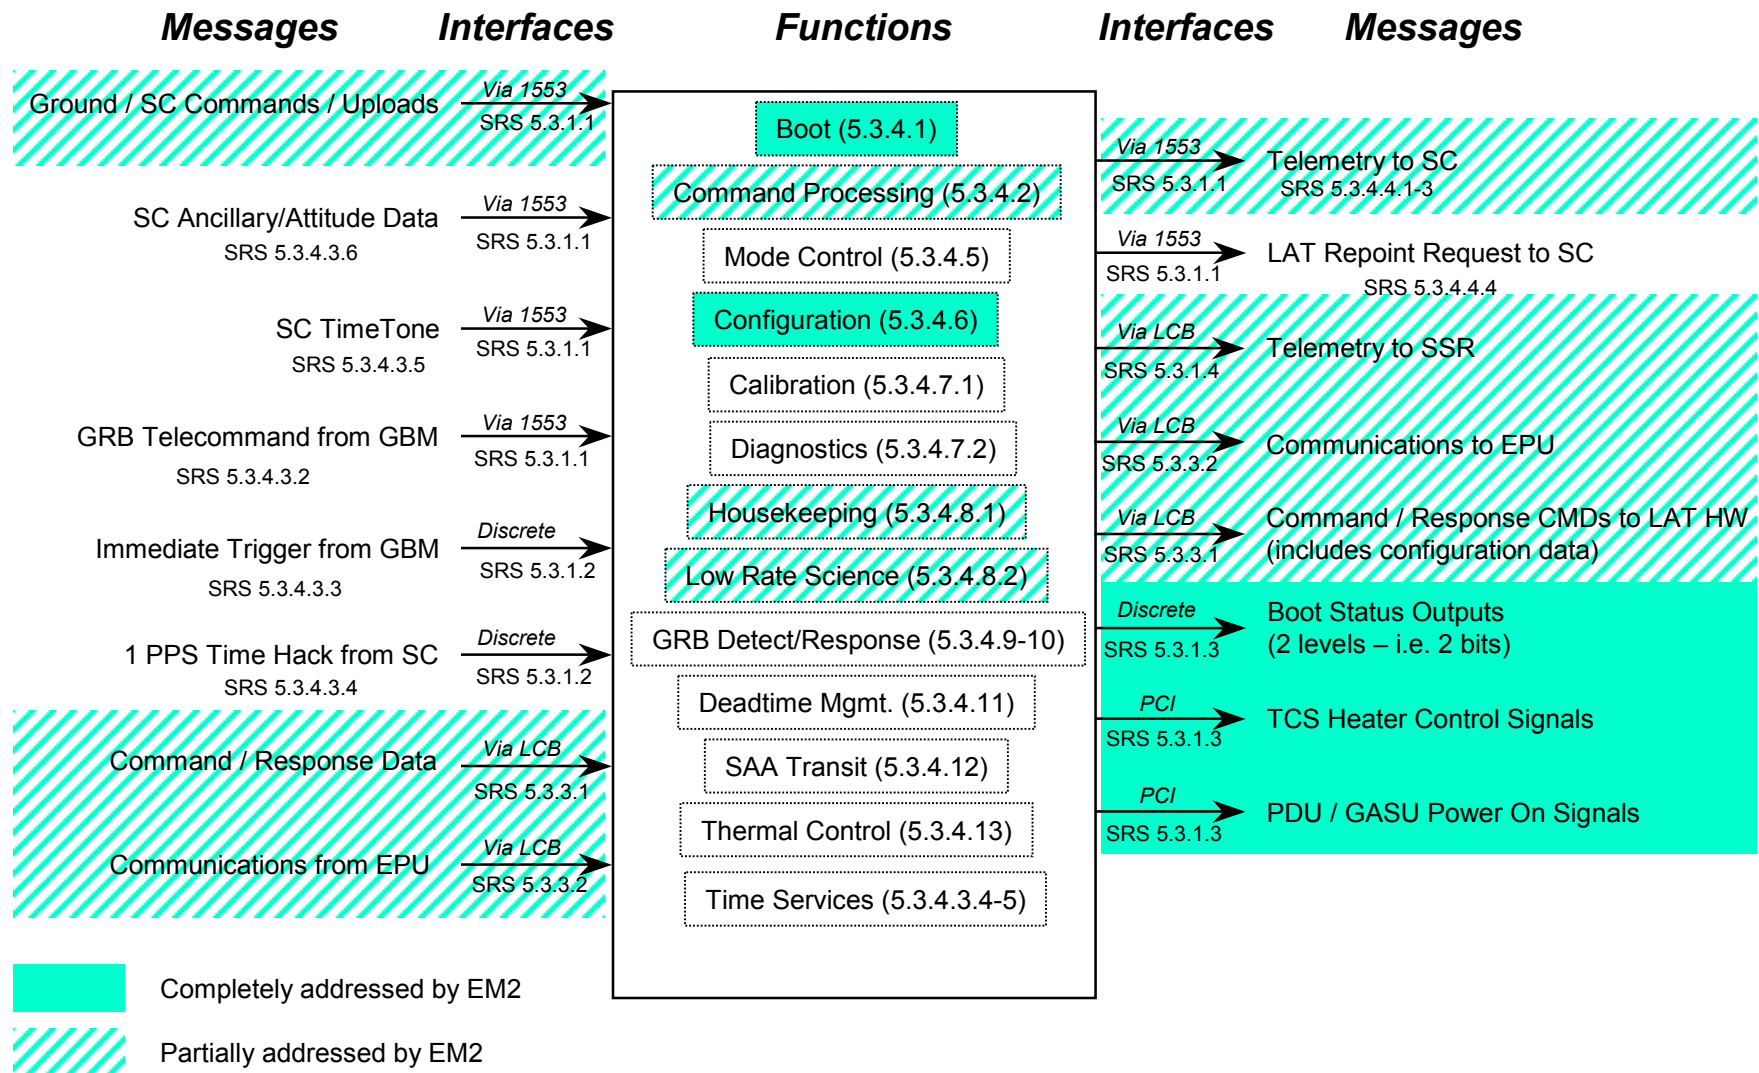 Messages Interfaces Functions Interfaces Messages
Ground / SC Commands / Uploads
Via 1553
SRS 5.3.1.1
SC Ancillary/Attitude Data
SRS 5.3.4.3.6
Via 1553
SRS 5.3.1.1
SC TimeTone
SRS 5.3.4.3.5
Via 1553
SRS 5.3.1.1
GRB Telecommand from GBM
SRS 5.3.4.3.2
Via 1553
SRS 5.3.1.1
Immediate Trigger from GBM
SRS 5.3.4.3.3
Discrete
SRS 5.3.1.2
1 PPS Time Hack from SC
SRS 5.3.4.3.4
Discrete
SRS 5.3.1.2
Command / Response Data
Via LCB
SRS 5.3.3.1
Communications from EPU
Via LCB
SRS 5.3.3.2
Boot (5.3.4.1)
Command Processing (5.3.4.2)
Mode Control (5.3.4.5)
Configuration (5.3.4.6)
Calibration (5.3.4.7.1)
Diagnostics (5.3.4.7.2)
Housekeeping (5.3.4.8.1)
Low Rate Science (5.3.4.8.2)
GRB Detect/Response (5.3.4.9-10)
Deadtime Mgmt. (5.3.4.11)
SAA Transit (5.3.4.12)
Thermal Control (5.3.4.13)
Time Services (5.3.4.3.4-5)
Via 1553
SRS 5.3.1.1
Telemetry to SC
SRS 5.3.4.4.1-3
Via 1553
SRS 5.3.1.1
LAT Repoint Request to SC
SRS 5.3.4.4.4
Via LCB
SRS 5.3.1.4
Telemetry to SSR
Via LCB
SRS 5.3.3.2
Communications to EPU
Via LCB
SRS 5.3.3.1
Command / Response CMDs to LAT HW
(includes configuration data)
Discrete
SRS 5.3.1.3
Boot Status Outputs
(2 levels – i.e. 2 bits)
PCI
SRS 5.3.1.3
TCS Heater Control Signals
PCI
SRS 5.3.1.3
PDU / GASU Power On Signals
Completely addressed by EM2
Partially addressed by EM2